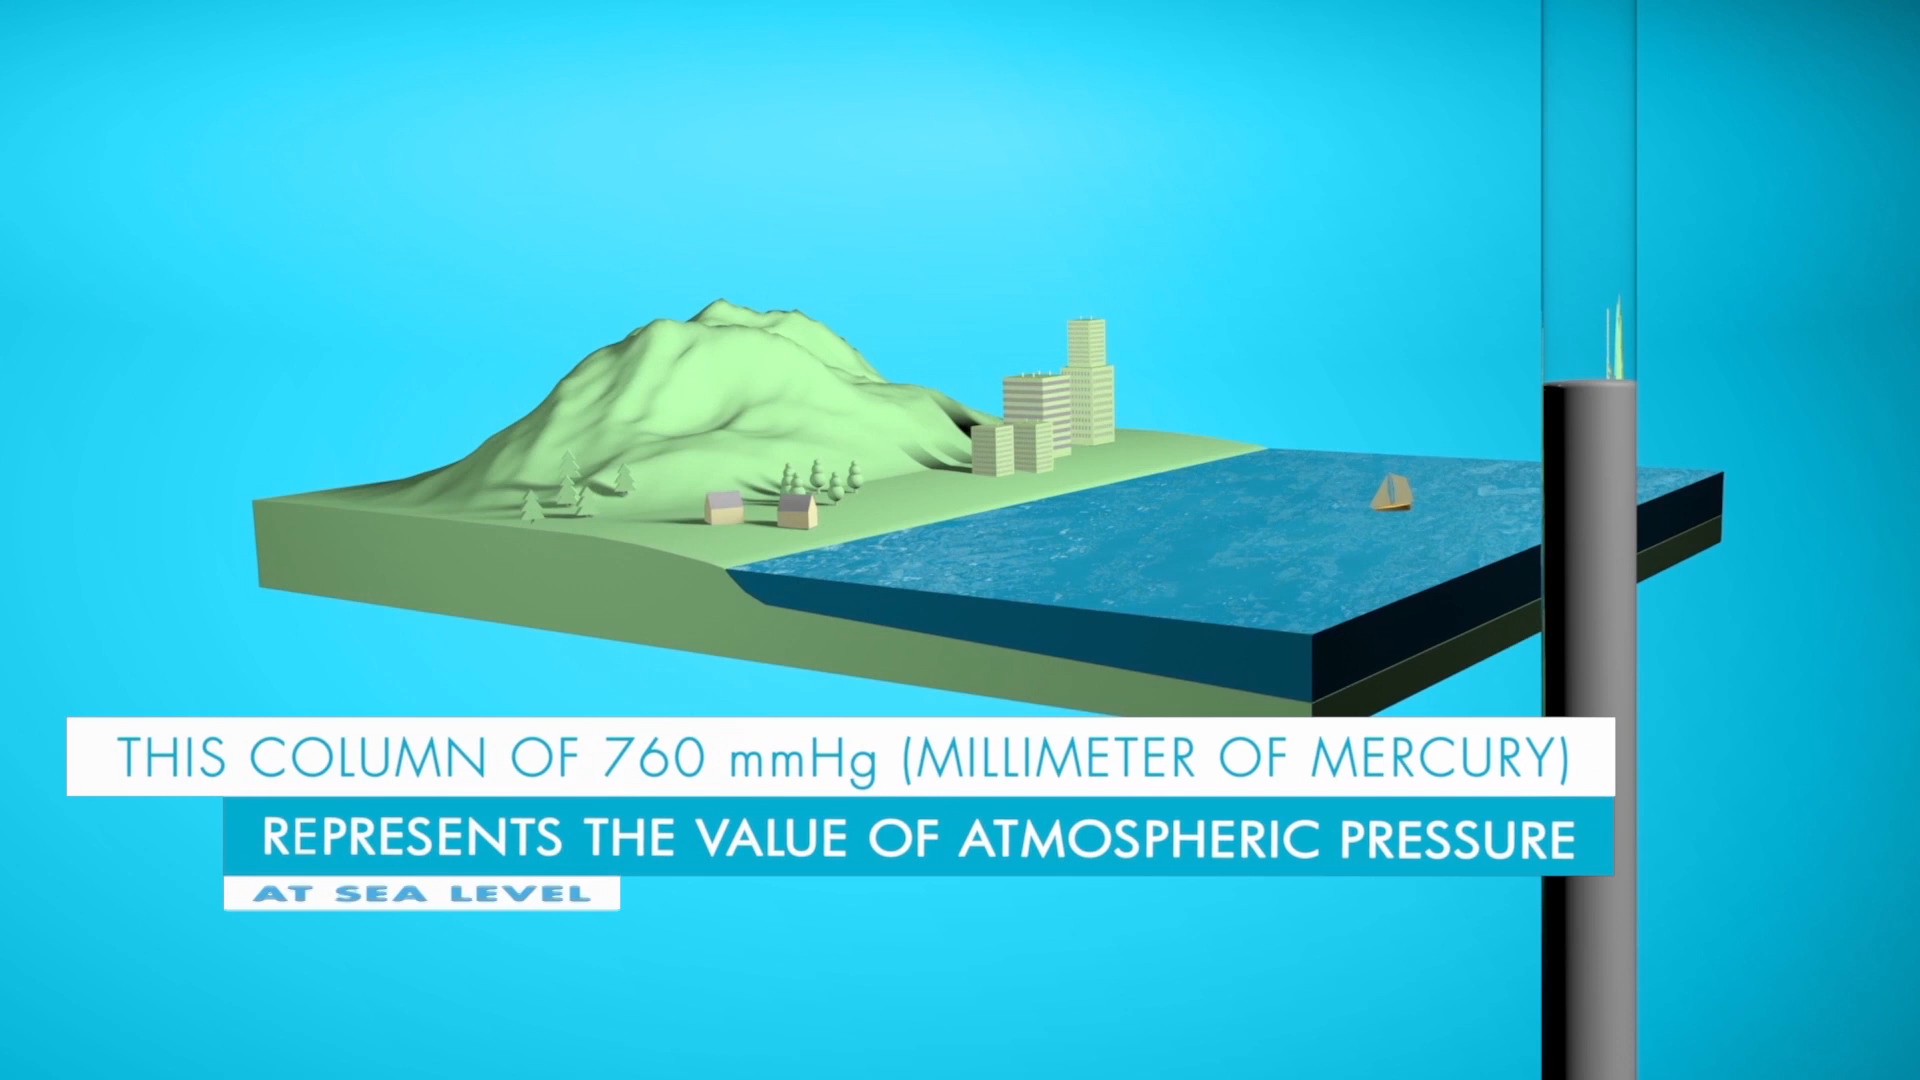 THIS COLUMN OF 760 mmHg (MILLIMETER OF MERCURY)
REPRESENTS THE VALUE OF ATMOSPHERIC PRESSURE
AT SEA LEVEL